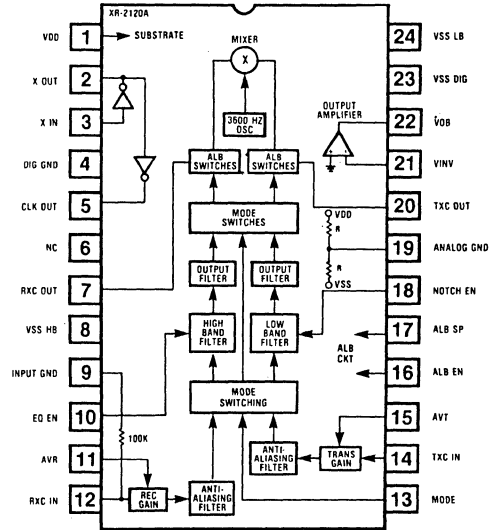 XR-2120A
VDD 1 → SUBSTRATE
X OUT 2
X IN 3
DIG GND 4
CLK OUT 5
NC 6
RXC OUT 7
VSS HB 8
INPUT GND 9
EQ EN 10
AVR 11
RXC IN 12
24 VSS LB
23 VSS DIG
22 VOB
21 VINV
20 TXC OUT
19 ANALOG GND
18 NOTCH EN
17 ALB SP
16 ALB EN
15 AVT
14 TXC IN
13 MODE
MIXER
X
3600 HZ
OSC
OUTPUT
AMPLIFIER
ALB
SWITCHES
ALB
SWITCHES
MODE
SWITCHES
VDD
R
R
VSS
OUTPUT
FILTER
OUTPUT
FILTER
HIGH
BAND
FILTER
LOW
BAND
FILTER
ALB
CKT
MODE
SWITCHING
100K
ANTI-
ALIASING
FILTER
TRANS
GAIN
REC
GAIN
ANTI-
ALIASING
FILTER